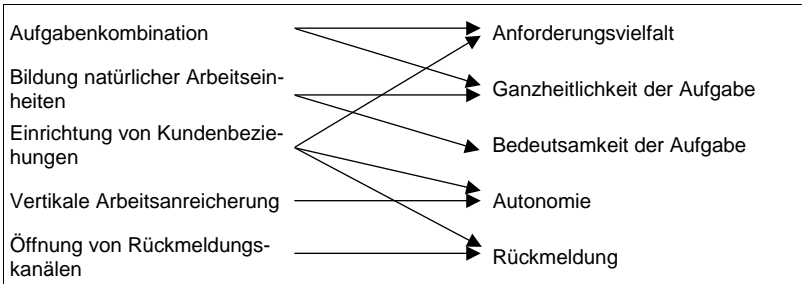 Aufgabenkombination
Anforderungsvielfalt
Bildung natürlicher Arbeitsein-
heiten
Ganzheitlichkeit der Aufgabe
Einrichtung von Kundenbezie-
hungen
Bedeutsamkeit der Aufgabe
Vertikale Arbeitsanreicherung
Autonomie
Öffnung von Rückmeldungs-
kanälen
Rückmeldung